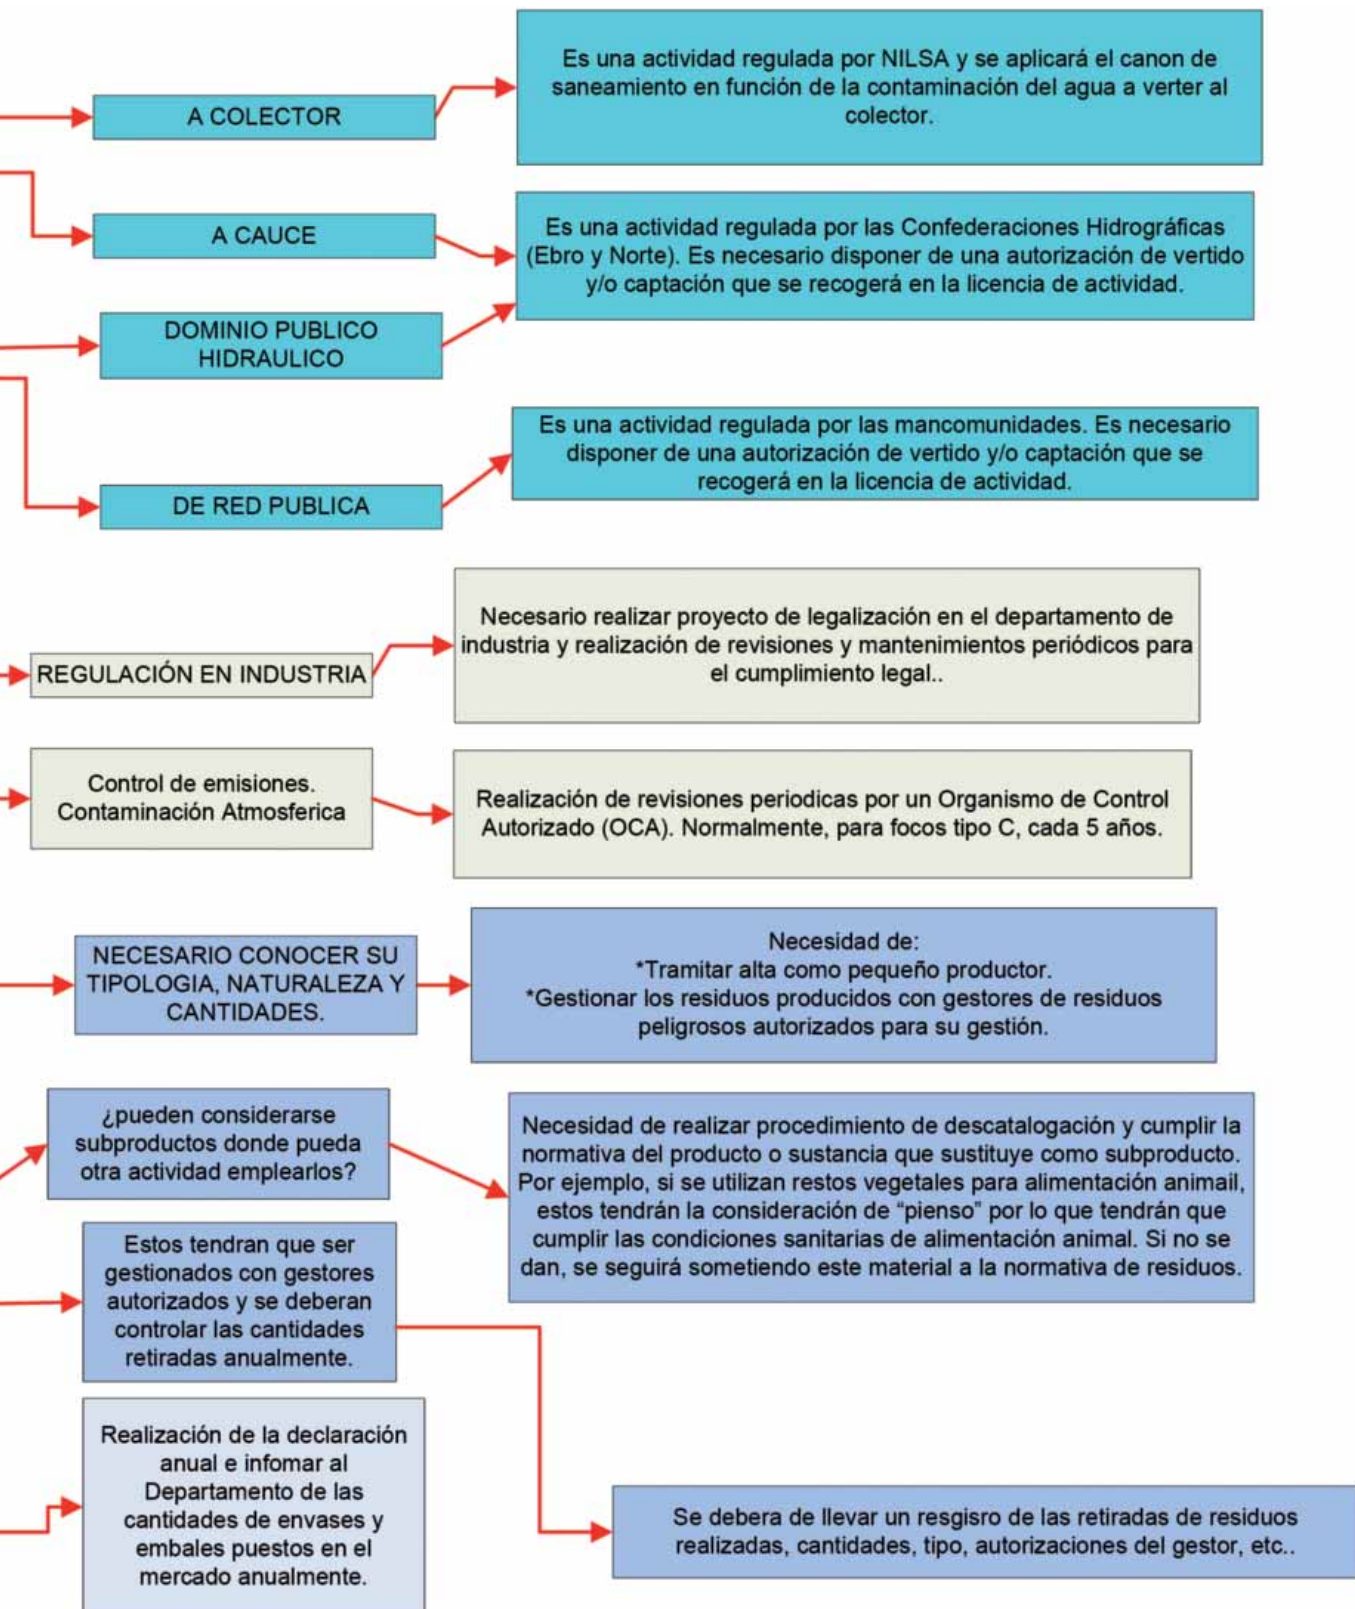 A COLECTOR
Es una actividad regulada por NILSA y se aplicará el canon de
saneamiento en función de la contaminación del agua a verter al
colector.
A CAUCE
Es una actividad regulada por las Confederaciones Hidrográficas
(Ebro y Norte). Es necesario disponer de una autorización de vertido
y/o captación que se recogerá en la licencia de actividad.
DOMINIO PUBLICO
HIDRAULICO
DE RED PUBLICA
Es una actividad regulada por las mancomunidades. Es necesario
disponer de una autorización de vertido y/o captación que se
recogerá en la licencia de actividad.
REGULACIÓN EN INDUSTRIA
Necesario realizar proyecto de legalización en el departamento de
industria y realización de revisiones y mantenimientos periódicos para
el cumplimiento legal..
Control de emisiones.
Contaminación Atmosferica
Realización de revisiones periodicas por un Organismo de Control
Autorizado (OCA). Normalmente, para focos tipo C, cada 5 años.
NECESARIO CONOCER SU
TIPOLOGIA, NATURALEZA Y
CANTIDADES.
Necesidad de:
*Tramitar alta como pequeño productor.
*Gestionar los residuos producidos con gestores de residuos
peligrosos autorizados para su gestión.
¿pueden considerarse
subproductos donde pueda
otra actividad emplearlos?
Necesidad de realizar procedimiento de descatalogación y cumplir la
normativa del producto o sustancia que sustituye como subproducto.
Por ejemplo, si se utilizan restos vegetales para alimentación animail,
estos tendrán la consideración de “pienso” por lo que tendrán que
cumplir las condiciones sanitarias de alimentación animal. Si no se
dan, se seguirá sometiendo este material a la normativa de residuos.
Estos tendran que ser
gestionados con gestores
autorizados y se deberan
controlar las cantidades
retiradas anualmente.
Realización de la declaración
anual e infomar al
Departamento de las
cantidades de envases y
embales puestos en el
mercado anualmente.
Se debera de llevar un resgisro de las retiradas de residuos
realizadas, cantidades, tipo, autorizaciones del gestor, etc..